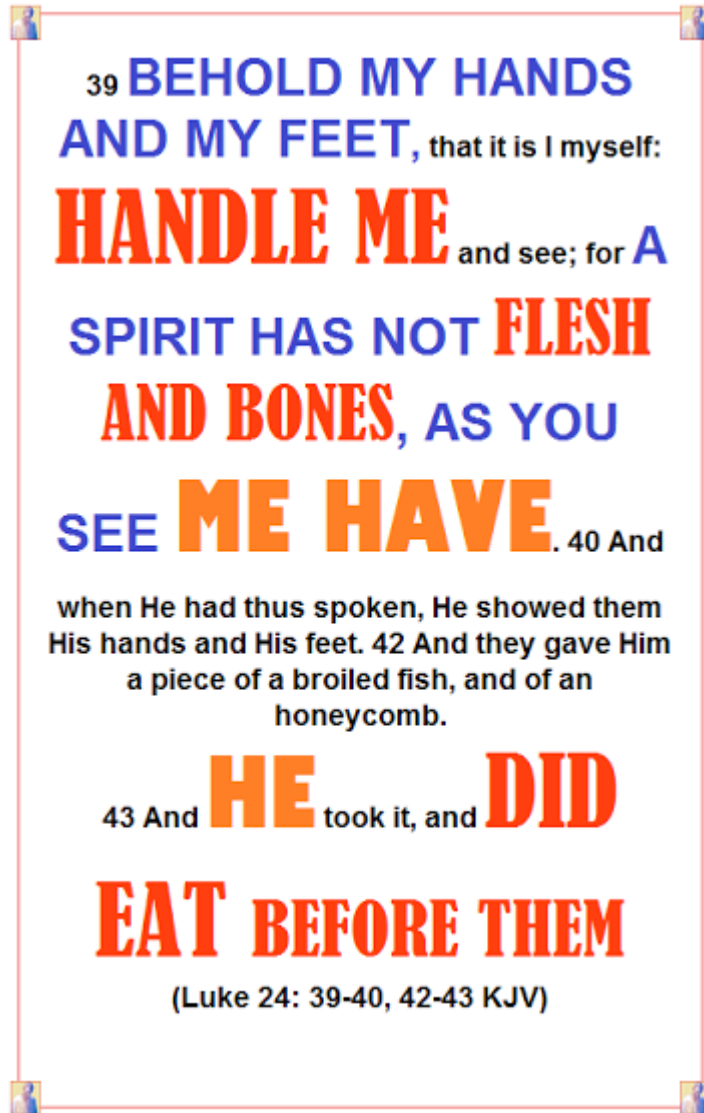 39 BEHOLD MY HANDS
AND MY FEET, that it is I myself:
HANDLE ME and see; for A
SPIRIT HAS NOT FLESH
AND BONES, AS YOU
SEE ME HAVE. 40 And
when He had thus spoken, He showed them
His hands and His feet. 42 And they gave Him
a piece of a broiled fish, and of an
honeycomb.
43 And HE took it, and DID
EAT BEFORE THEM
(Luke 24: 39-40, 42-43 KJV)